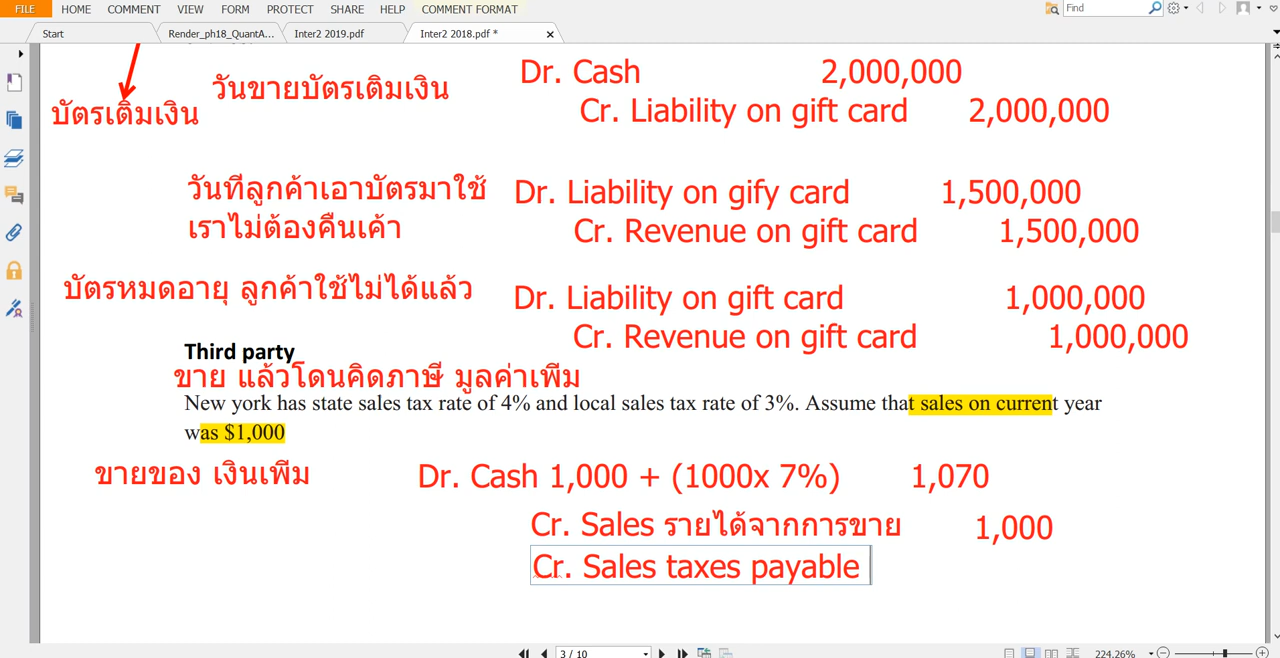 FILE HOME COMMENT VIEW FORM PROTECT SHARE HELP COMMENT FORMAT Find
Start Render_ph18_QuantA... Inter2 2019.pdf Inter2 2018.pdf *
Dr. Cash 2,000,000
วันขายบัตรเติมเงิน
บัตรเติมเงิน
Cr. Liability on gift card 2,000,000
วันทีลูกค้าเอาบัตรมาใช้ Dr. Liability on gify card 1,500,000
เราไม่ต้องคืนเค้า Cr. Revenue on gift card 1,500,000
บัตรหมดอายุ ลูกค้าใช้ไม่ได้แล้ว Dr. Liability on gift card 1,000,000
Cr. Revenue on gift card 1,000,000
Third party
ขาย แล้วโดนคิดภาษี มูลค่าเพีม
New york has state sales tax rate of 4% and local sales tax rate of 3%. Assume that sales on current year
was $1,000
ขายของ เงินเพีม Dr. Cash 1,000 + (1000x 7%) 1,070
Cr. Sales รายได้จากการขาย 1,000
Cr. Sales taxes payable
3 / 10 224.26%